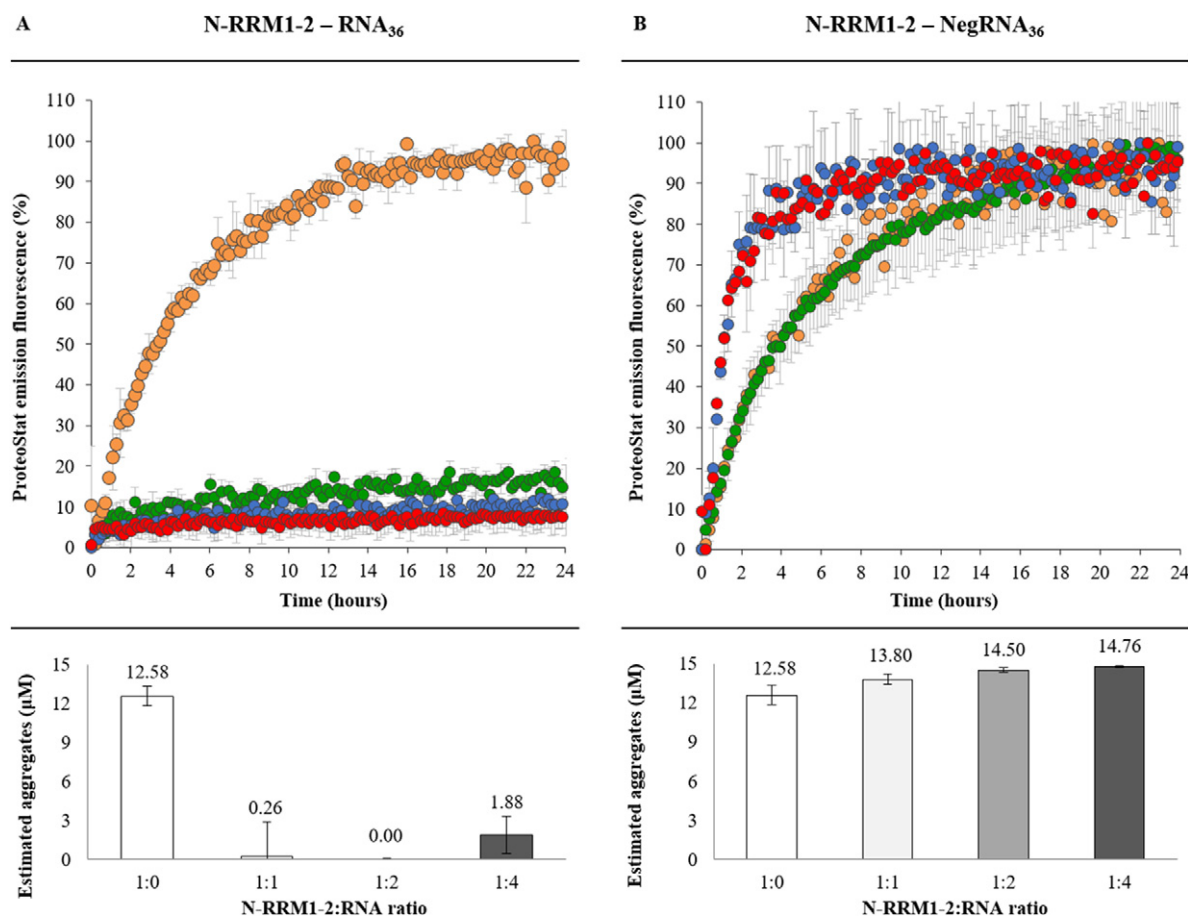 A
N-RRM1-2 – RNA₃₆
ProteoStat emission fluorescence (%)
110
100
90
80
70
60
50
40
30
20
10
0
0 2 4 6 8 10 12 14 16 18 20 22 24
Time (hours)
Estimated aggregates (µM)
15
12
9
6
3
0
12.58
0.26
0.00
1.88
1:0 1:1 1:2 1:4
N-RRM1-2:RNA ratio
B
N-RRM1-2 – NegRNA₃₆
ProteoStat emission fluorescence (%)
110
100
90
80
70
60
50
40
30
20
10
0
0 2 4 6 8 10 12 14 16 18 20 22 24
Time (hours)
Estimated aggregates (µM)
15
12
9
6
3
0
12.58
13.80
14.50
14.76
1:0 1:1 1:2 1:4
N-RRM1-2:RNA ratio